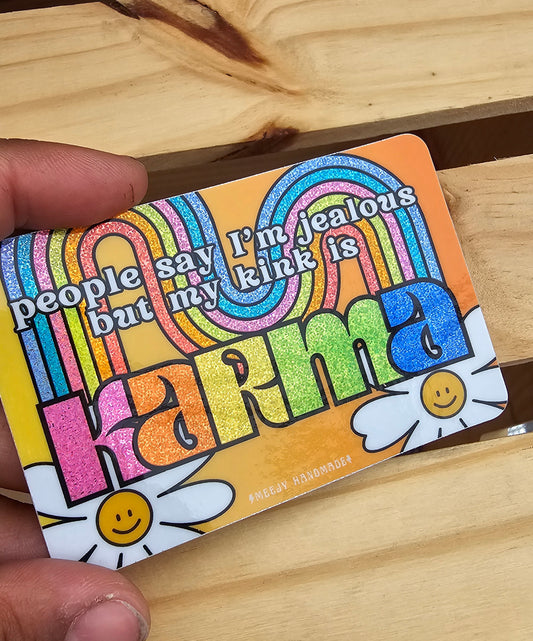 people say I'm jealous
but my kink is
KARMA
MEEJY HANDMADE